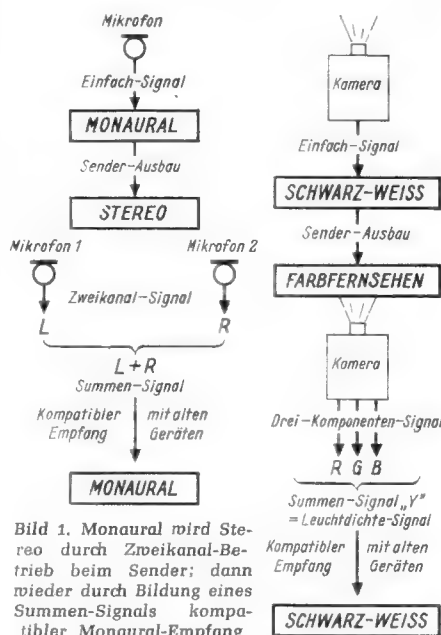 Mikrofon
Einfach-Signal
MONAURAL
Sender-Ausbau
STEREO
Mikrofon 1
Mikrofon 2
Zweikanal-Signal
L
R
L+R
Summen-Signal
Kompatibler mit alten
Empfang Geräten
MONAURAL
Bild 1. Monaural wird Ste-
reo durch Zweikanal-Be-
trieb beim Sender; dann
wieder durch Bildung eines
Summen-Signals kompa-
tibler Monaural-Empfang
Kamera
Einfach-Signal
SCHWARZ-WEISS
Sender-Ausbau
FARBFERNSEHEN
Kamera
Drei-Komponenten-Signal
R G B
Summen-Signal „Y"
= Leuchtdichte-Signal
Kompatibler mit alten
Empfang Geräten
SCHWARZ-WEISS